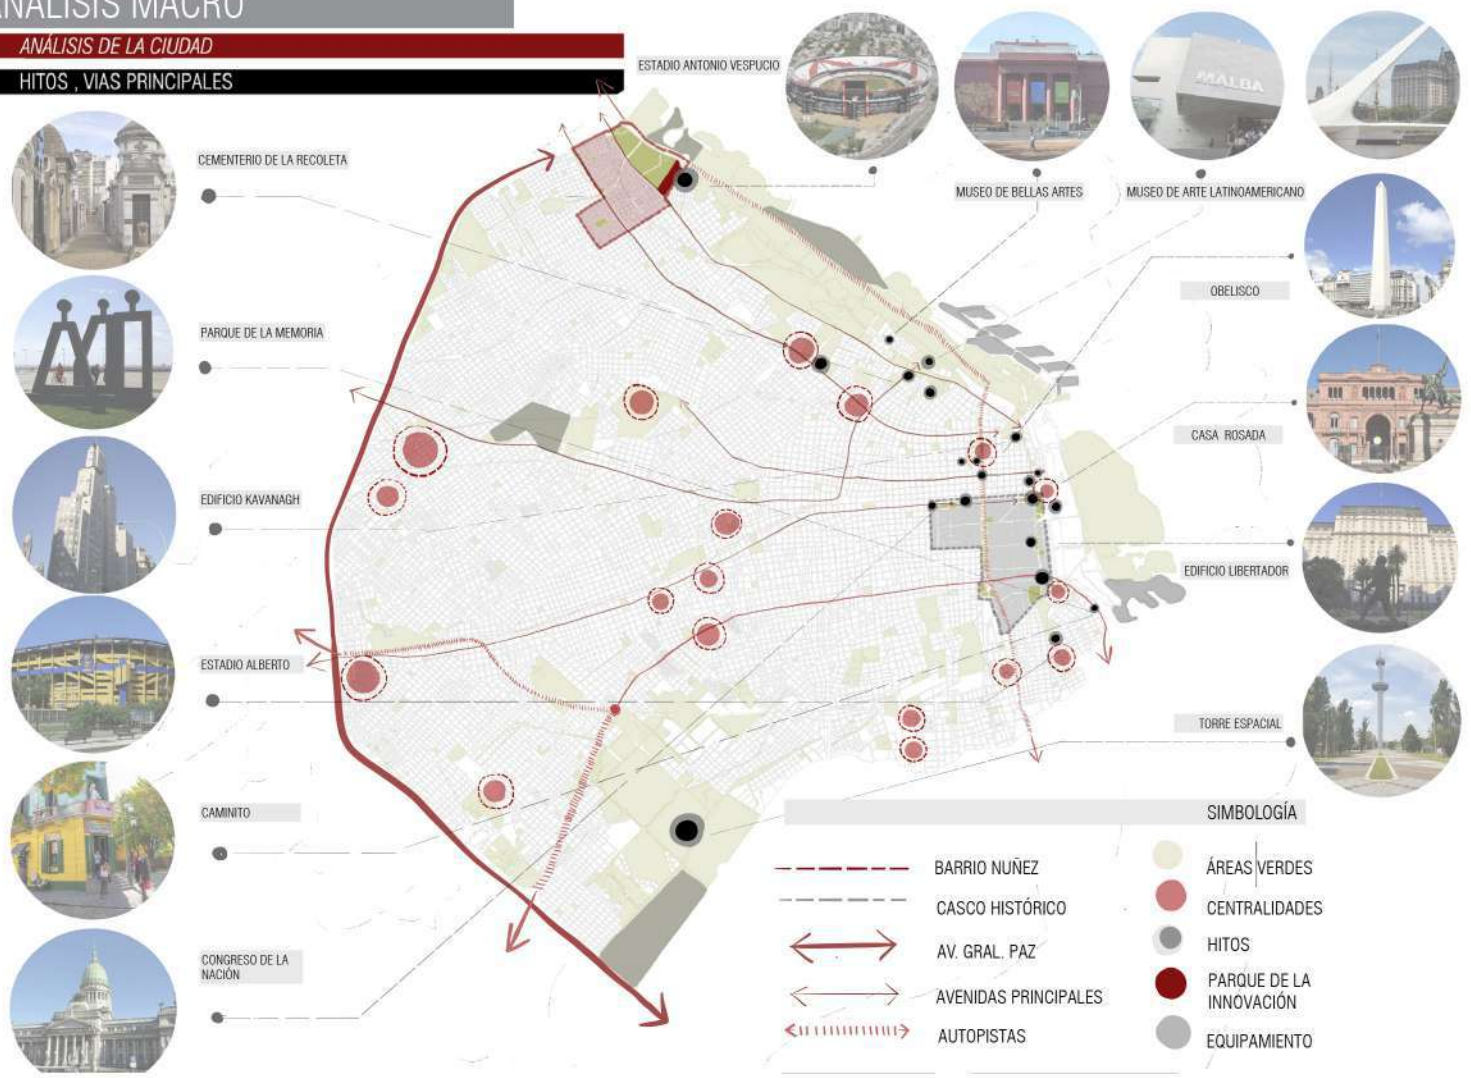 ANÁLISIS MACRO
ANÁLISIS DE LA CIUDAD
HITOS , VIAS PRINCIPALES
ESTADIO ANTONIO VESPUCIO
MALBA
CEMENTERIO DE LA RECOLETA
MUSEO DE BELLAS ARTES
MUSEO DE ARTE LATINOAMERICANO
OBELISCO
PARQUE DE LA MEMORIA
CASA ROSADA
EDIFICIO KAVANAGH
EDIFICIO LIBERTADOR
ESTADIO ALBERTO
TORRE ESPACIAL
CAMINITO
CONGRESO DE LA
NACIÓN
SIMBOLOGÍA
BARRIO NUÑEZ
CASCO HISTÓRICO
AV. GRAL. PAZ
AVENIDAS PRINCIPALES
AUTOPISTAS
ÁREAS VERDES
CENTRALIDADES
HITOS
PARQUE DE LA
INNOVACIÓN
EQUIPAMIENTO